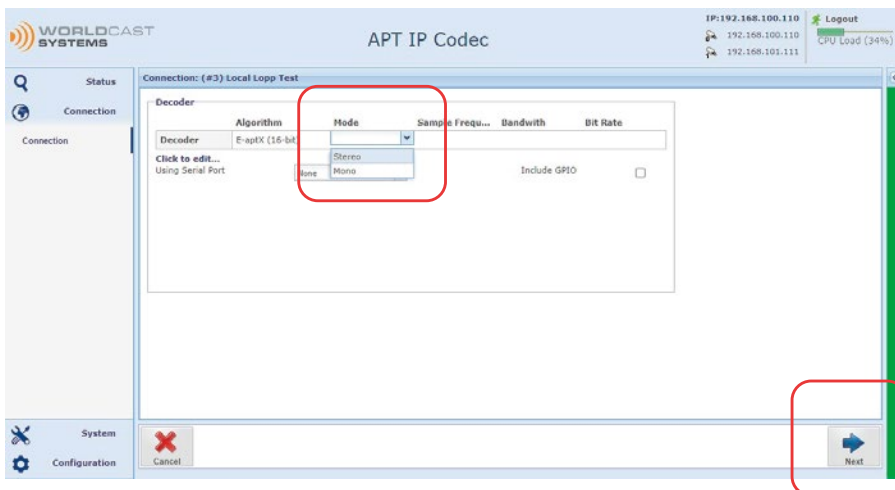 WORLDCAST
SYSTEMS
APT IP Codec
IP:192.168.100.110
192.168.100.110
192.168.101.111
Logout
CPU Load (34%)
Status
Connection
Connection
Connection: (#3) Local Lopp Test
Decoder
Algorithm Mode Sample Frequ... Bandwith Bit Rate
Decoder E-aptX (16-bit)
Click to edit...
Stereo
Using Serial Port None Mono Include GPIO
System
Configuration
Cancel
Next